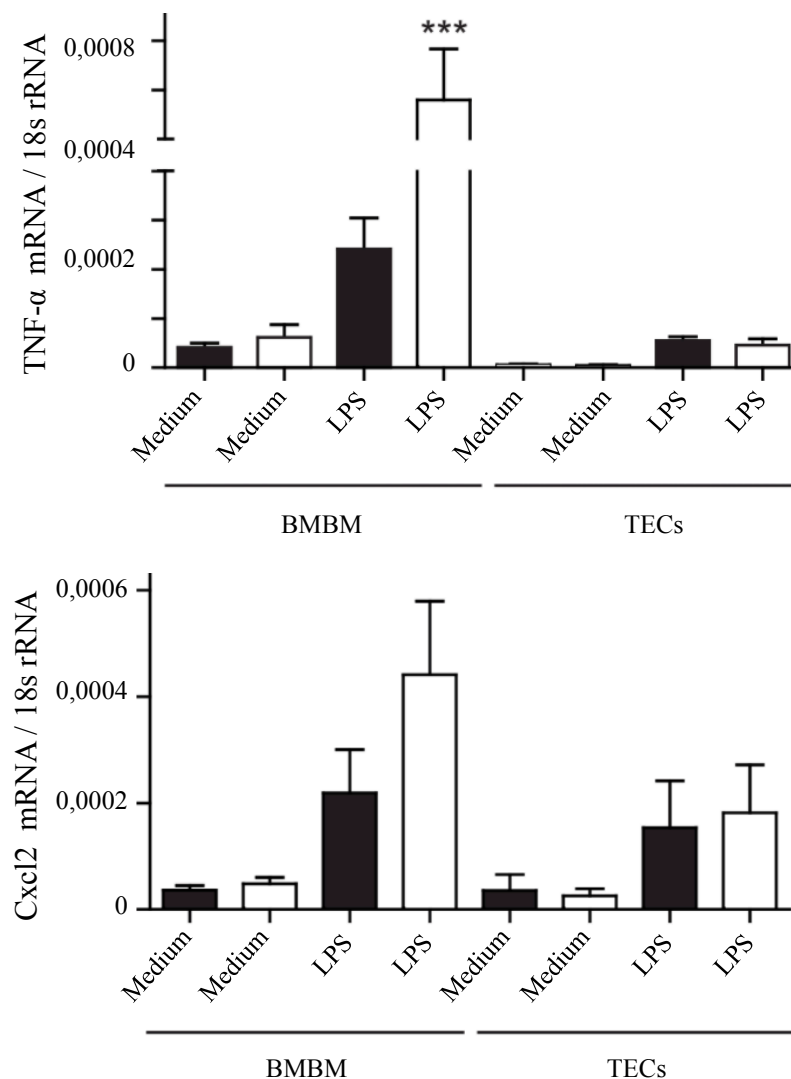 TNF-α mRNA / 18s rRNA
0,0008
0,0004
0,0002
0
***
Medium
Medium
LPS
LPS
Medium
Medium
LPS
LPS
BMBM
TECs
Cxcl2 mRNA / 18s rRNA
0,0006
0,0004
0,0002
0
Medium
Medium
LPS
LPS
Medium
Medium
LPS
LPS
BMBM
TECs